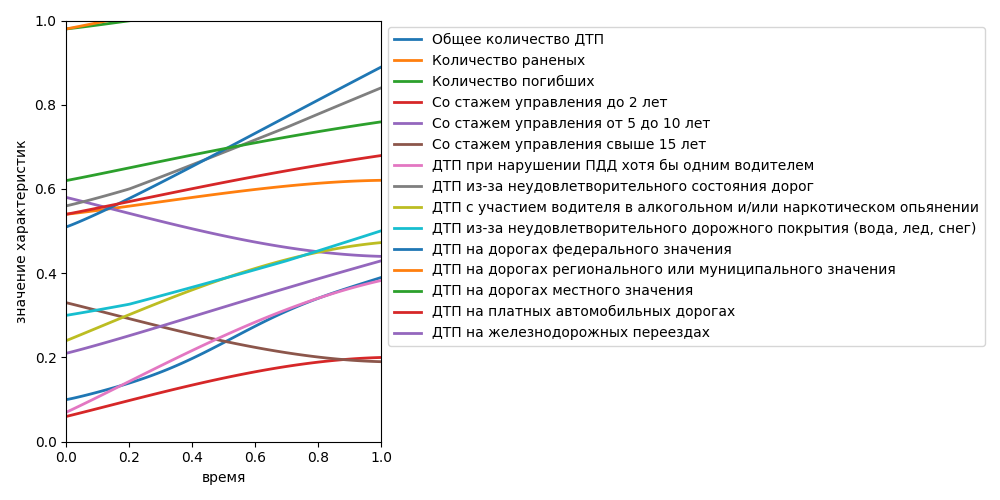 1.0
0.8
0.6
0.4
0.2
0.0
значение характеристик
0.0 0.2 0.4 0.6 0.8 1.0
время
Общее количество ДТП
Количество раненых
Количество погибших
Со стажем управления до 2 лет
Со стажем управления от 5 до 10 лет
Со стажем управления свыше 15 лет
ДТП при нарушении ПДД хотя бы одним водителем
ДТП из-за неудовлетворительного состояния дорог
ДТП с участием водителя в алкогольном и/или наркотическом опьянении
ДТП из-за неудовлетворительного дорожного покрытия (вода, лед, снег)
ДТП на дорогах федерального значения
ДТП на дорогах регионального или муниципального значения
ДТП на дорогах местного значения
ДТП на платных автомобильных дорогах
ДТП на железнодорожных переездах